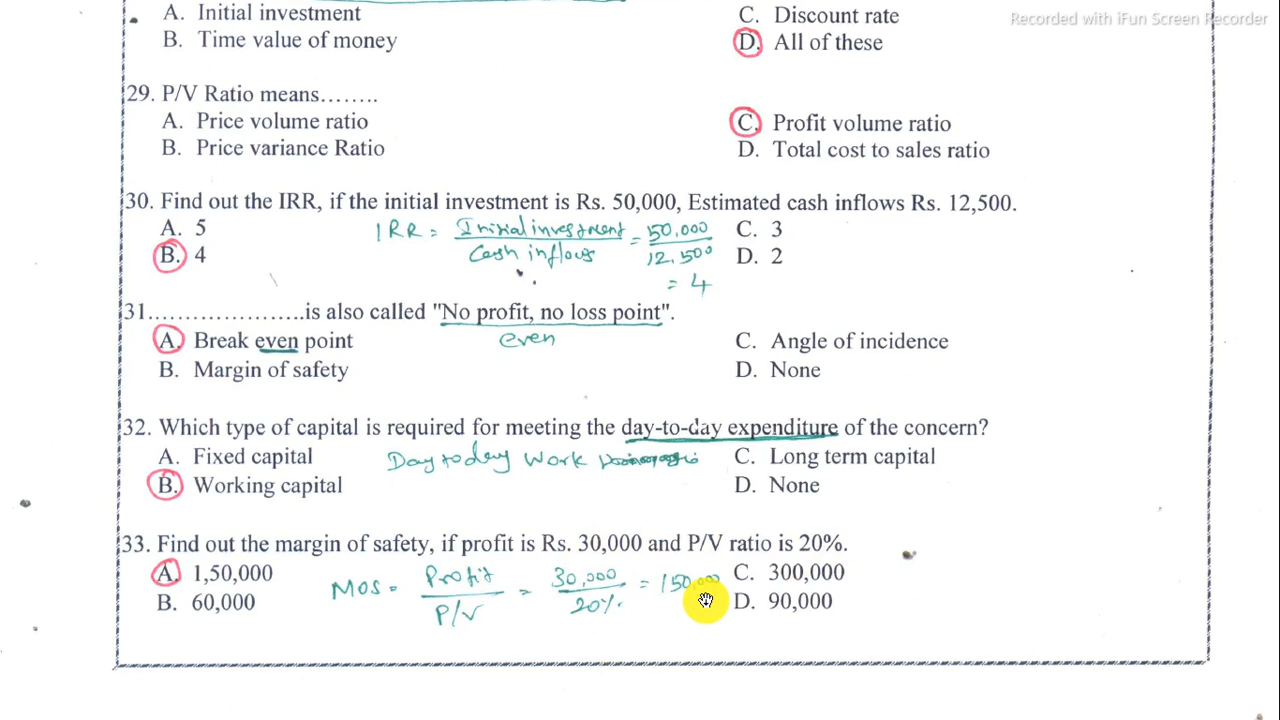 Recorded with iFun Screen Recorder
A. Initial investment
B. Time value of money
C. Discount rate
D. All of these
29. P/V Ratio means........
A. Price volume ratio
B. Price variance Ratio
C. Profit volume ratio
D. Total cost to sales ratio
30. Find out the IRR, if the initial investment is Rs. 50,000, Estimated cash inflows Rs. 12,500.
A. 5
B. 4
IRR = Initial investment / Cash inflows = 50,000 / 12,500
= 4
C. 3
D. 2
31.....................is also called "No profit, no loss point".
even
A. Break even point
B. Margin of safety
C. Angle of incidence
D. None
32. Which type of capital is required for meeting the day-to-day expenditure of the concern?
A. Fixed capital
B. Working capital
Day to day work
C. Long term capital
D. None
33. Find out the margin of safety, if profit is Rs. 30,000 and P/V ratio is 20%.
A. 1,50,000
B. 60,000
MOS = Profit / P/V = 30,000 / 20% = 150,000
C. 300,000
D. 90,000